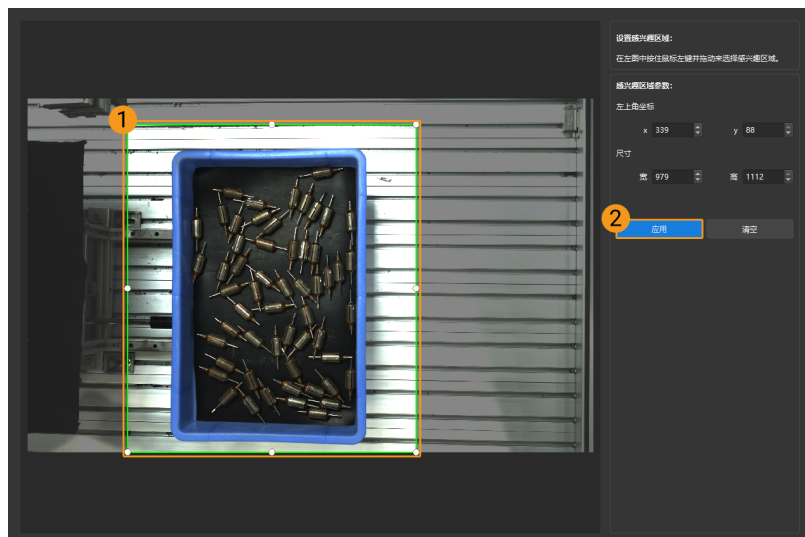 1
设置感兴趣区域：
在左图中按住鼠标左键并拖动来选择感兴趣区域。
感兴趣区域参数：
左上角坐标
x 339 y 88
尺寸
宽 979 高 1112
2
应用 清空